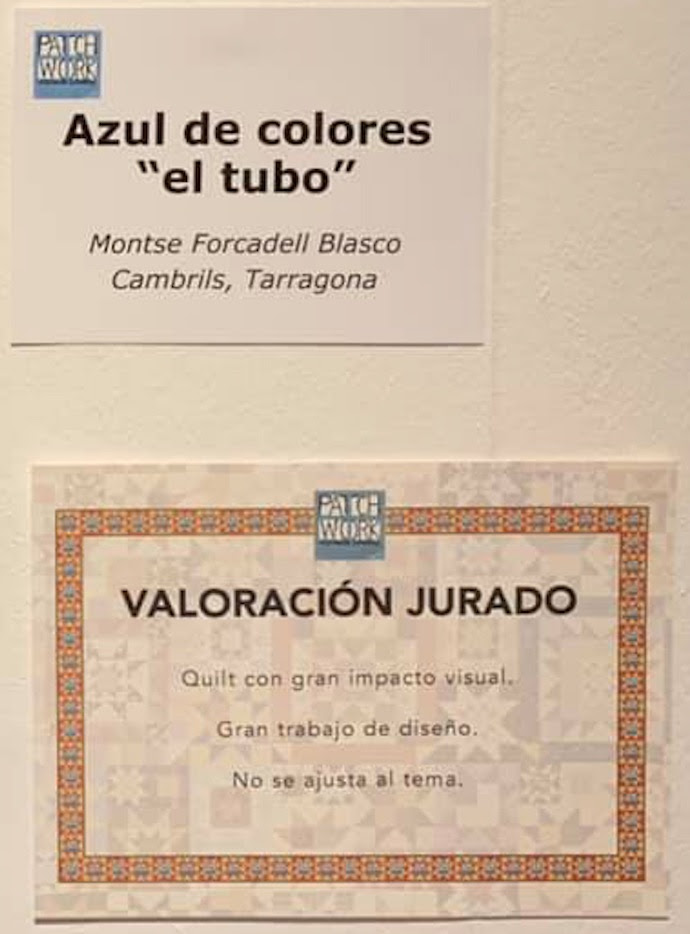 PATCH
WORK
Azul de colores
“el tubo”
Montse Forcadell Blasco
Cambrils, Tarragona
PATCH
WORK
VALORACIÓN JURADO
Quilt con gran impacto visual.
Gran trabajo de diseño.
No se ajusta al tema.